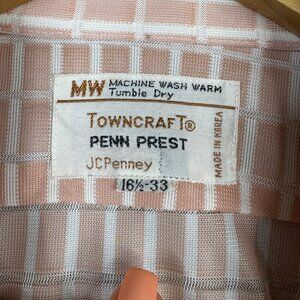 MW MACHINE WASH WARM
Tumble Dry
TOWNCRAFT®
PENN PREST
JCPenney
MADE IN KOREA
16½-33